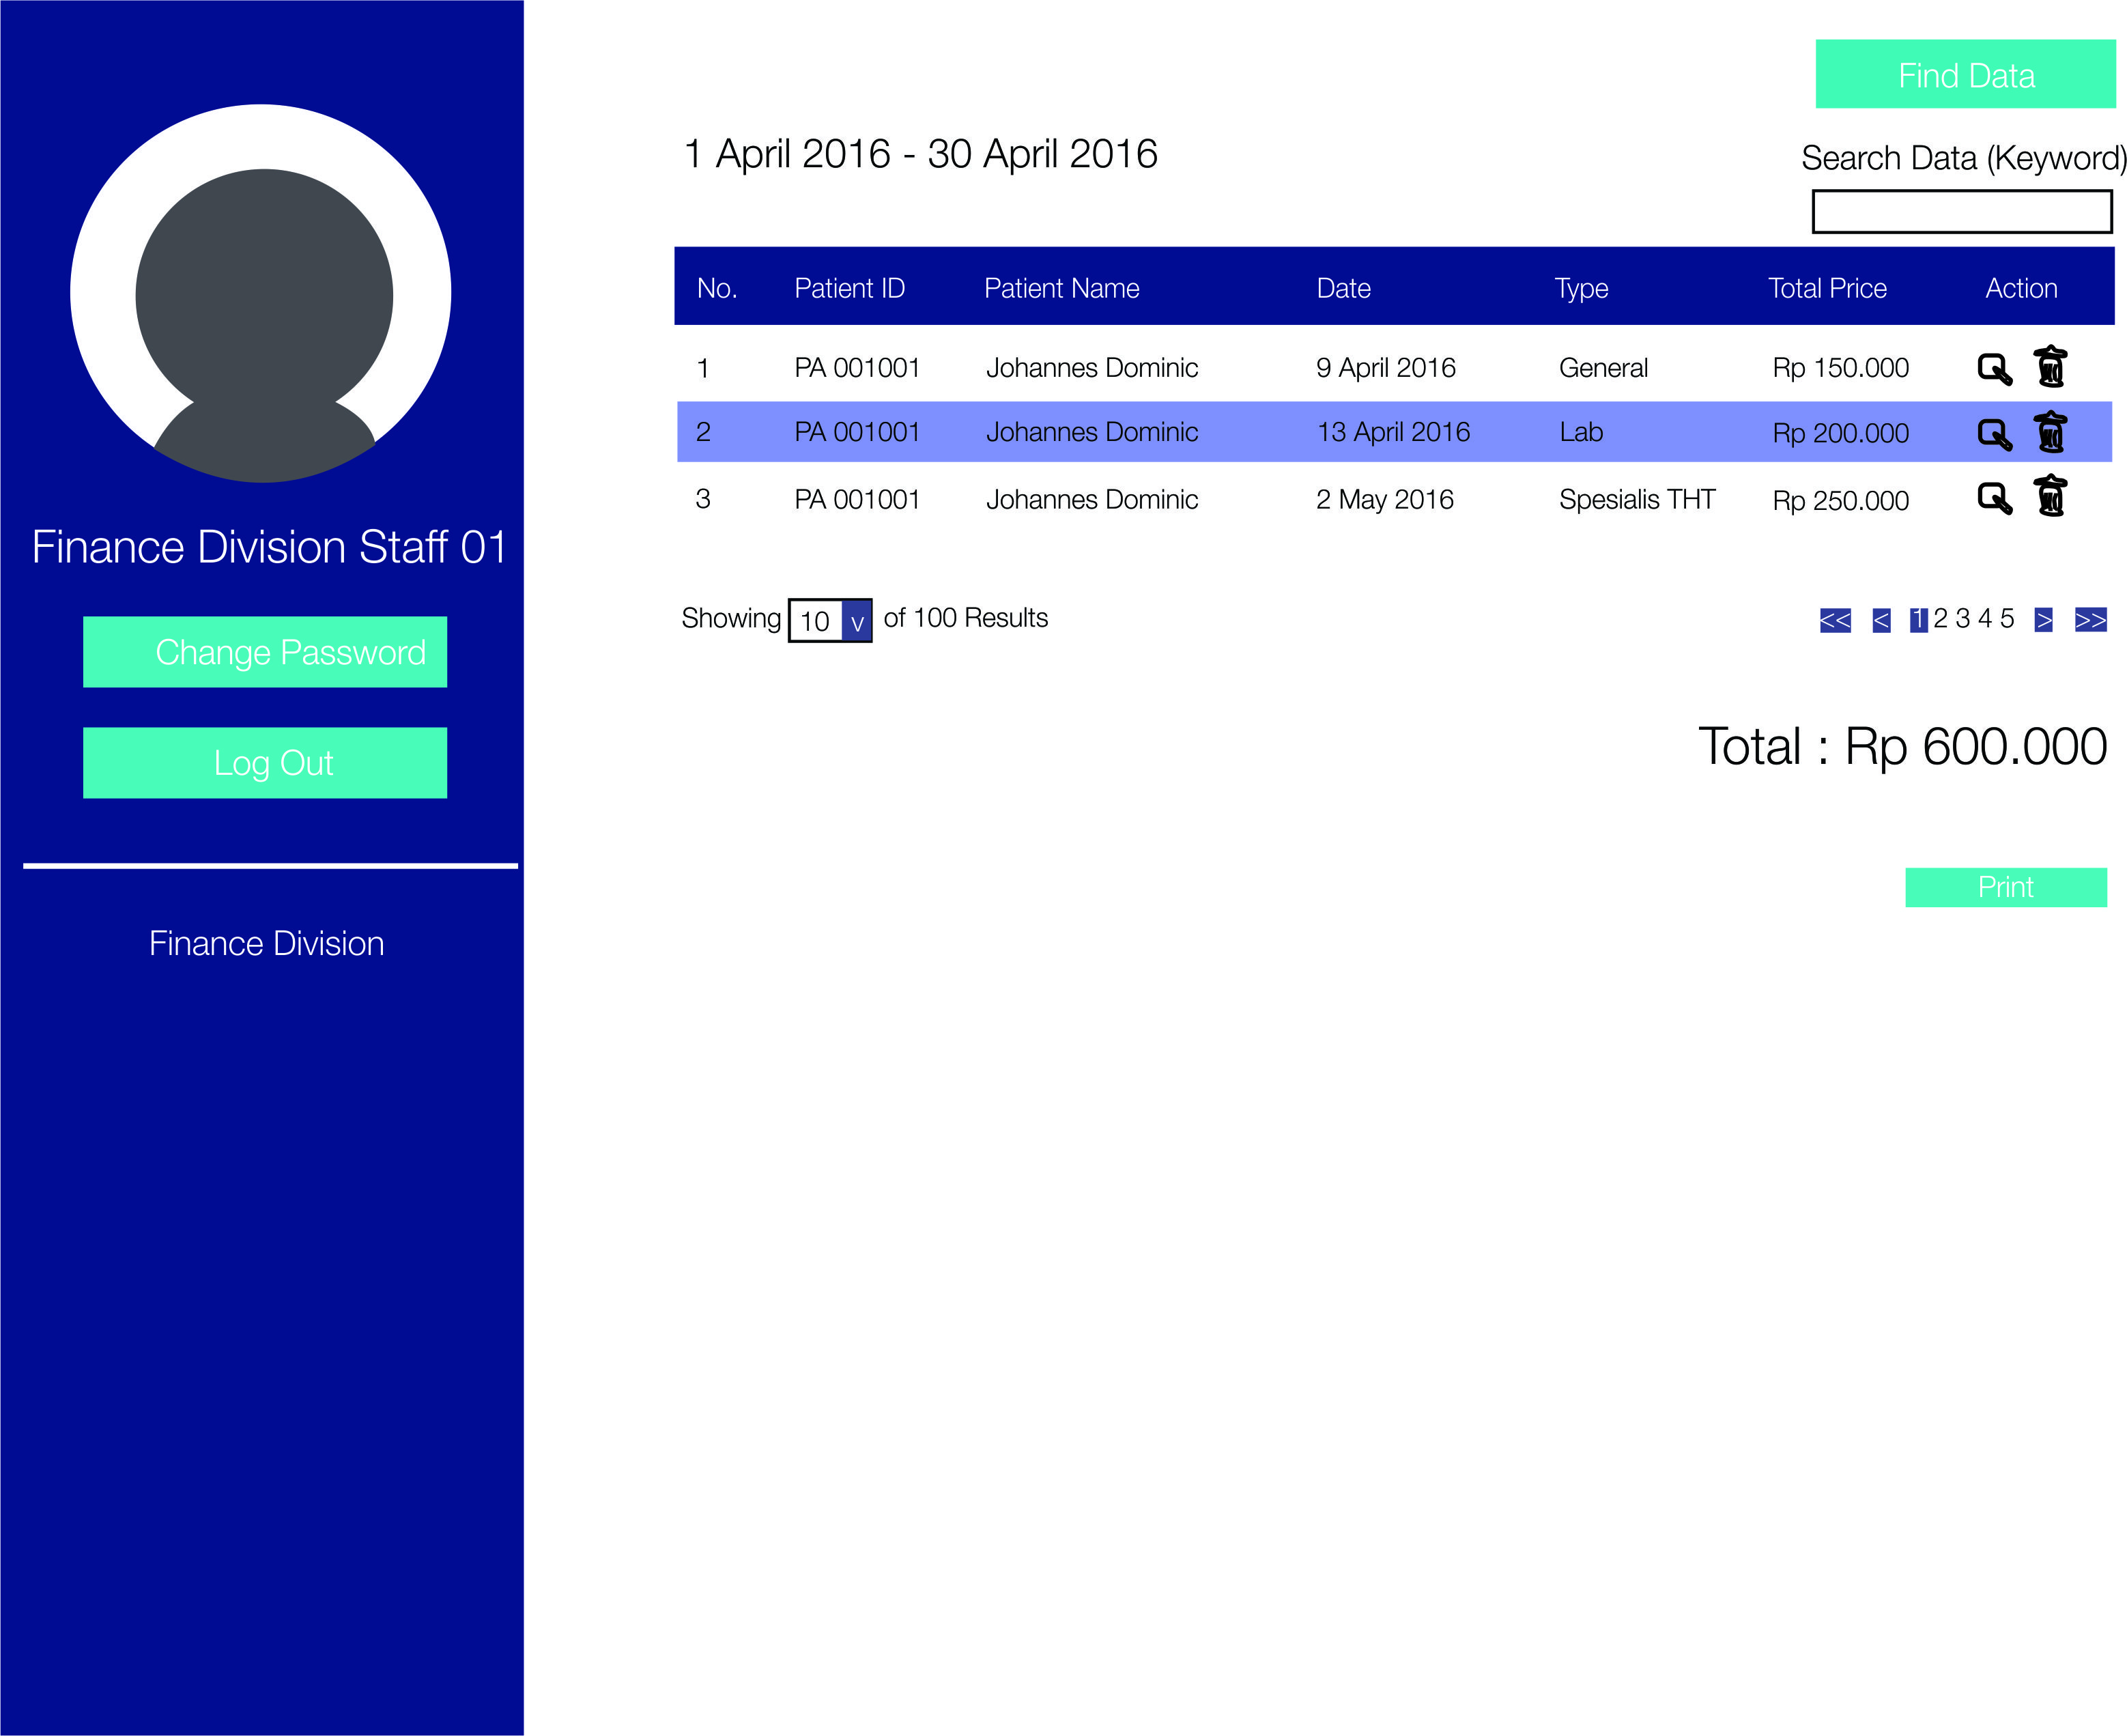 Finance Division Staff 01
Change Password
Log Out
Finance Division
Find Data
1 April 2016 - 30 April 2016
Search Data (Keyword)
No. Patient ID Patient Name Date Type Total Price Action
1 PA 001001 Johannes Dominic 9 April 2016 General Rp 150.000
2 PA 001001 Johannes Dominic 13 April 2016 Lab Rp 200.000
3 PA 001001 Johannes Dominic 2 May 2016 Spesialis THT Rp 250.000
Showing 10 v of 100 Results << < 1 2 3 4 5 > >>
Total : Rp 600.000
Print